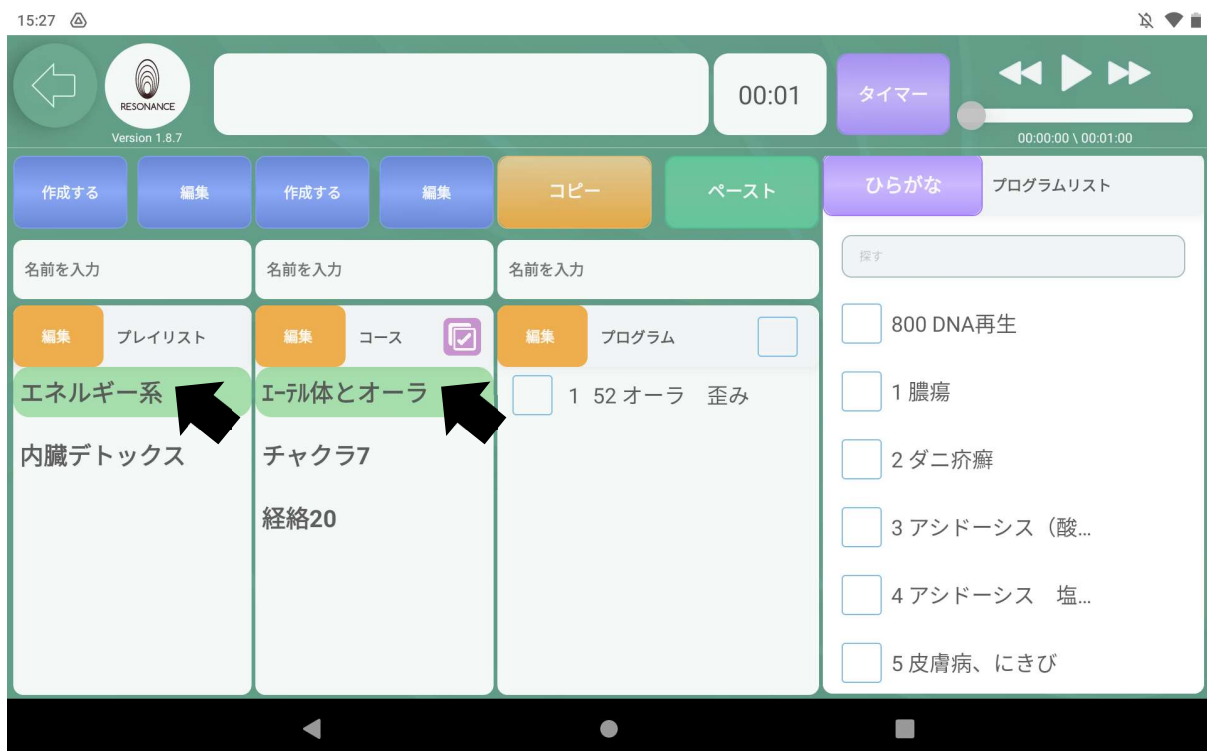 15:27
RESONANCE
Version 1.8.7
00:01
タイマー
00:00:00 \ 00:01:00
作成する
編集
作成する
編集
コピー
ペースト
ひらがな
プログラムリスト
名前を入力
名前を入力
名前を入力
探す
編集
プレイリスト
編集
コース
編集
プログラム
エネルギー系
内臓デトックス
ｴｰﾃﾙ体とオーラ
チャクラ7
経絡20
1 52 オーラ　歪み
800 DNA再生
1 膿瘍
2 ダニ疥癬
3 アシドーシス（酸...
4 アシドーシス　塩...
5 皮膚病、にきび